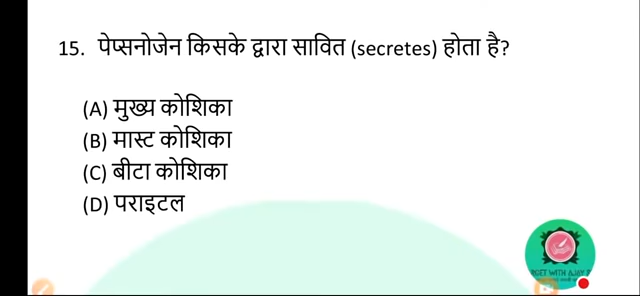 15. पेप्सनोजेन किसके द्वारा सावित (secretes) होता है?
(A) मुख्य कोशिका
(B) मास्ट कोशिका
(C) बीटा कोशिका
(D) पराइटल